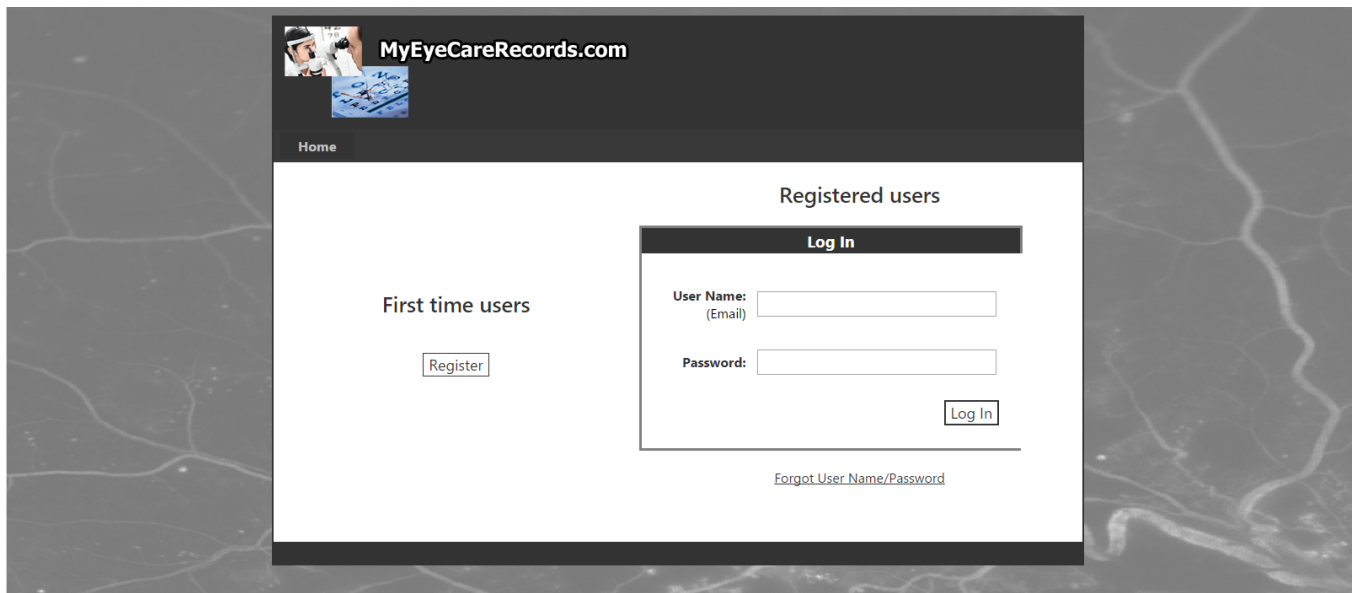 MyEyeCareRecords.com
Home
First time users
Register
Registered users
Log In
User Name:
(Email)
Password:
Log In
Forgot User Name/Password